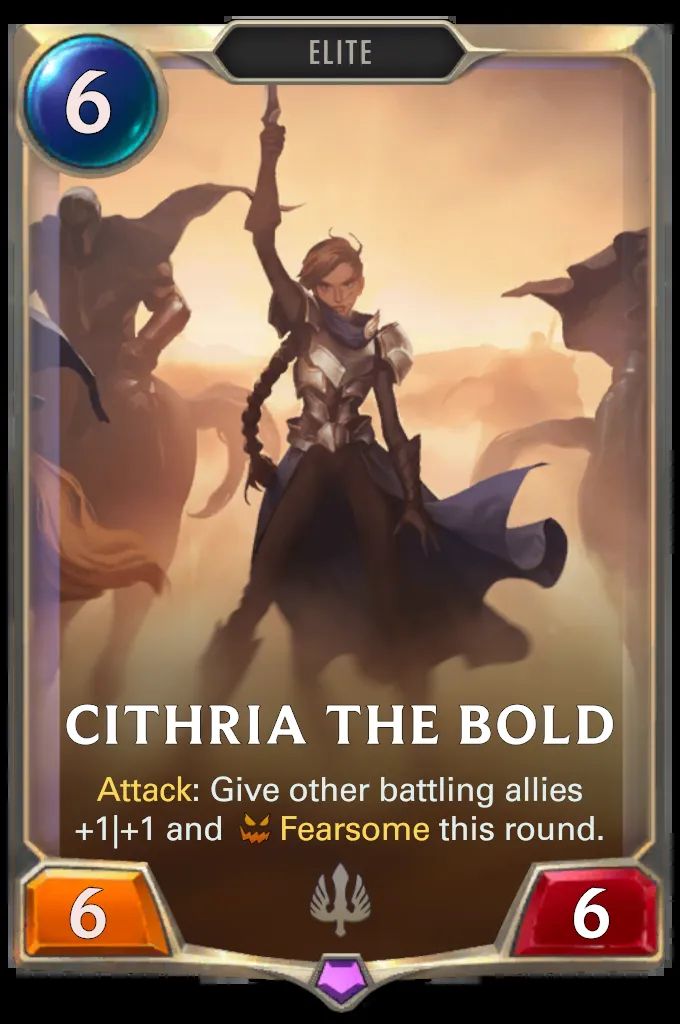 ELITE
6
CITHRIA THE BOLD
Attack: Give other battling allies
+1|+1 and Fearsome this round.
6
6